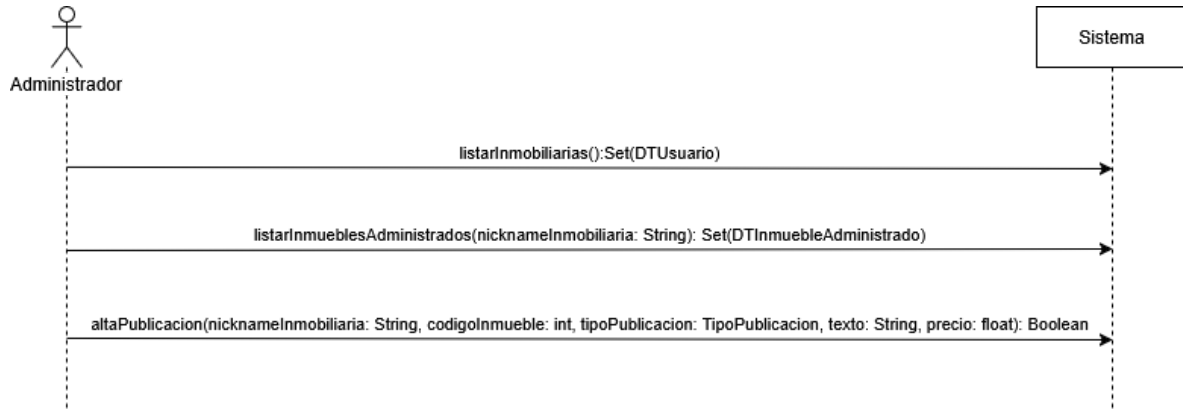 Sistema
Administrador
listarInmobiliarias():Set(DTUsuario)
listarInmueblesAdministrados(nicknameInmobiliaria: String): Set(DTInmuebleAdministrado)
altaPublicacion(nicknameInmobiliaria: String, codigoInmueble: int, tipoPublicacion: TipoPublicacion, texto: String, precio: float): Boolean